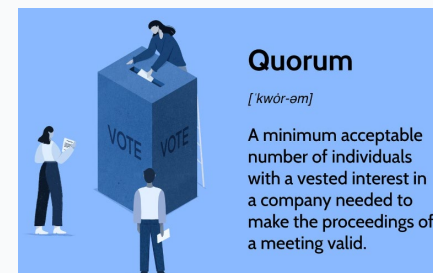 Quorum
[ˈkwȯr-əm]
A minimum acceptable
number of individuals
with a vested interest in
a company needed to
make the proceedings of
a meeting valid.
VOTE VOTE